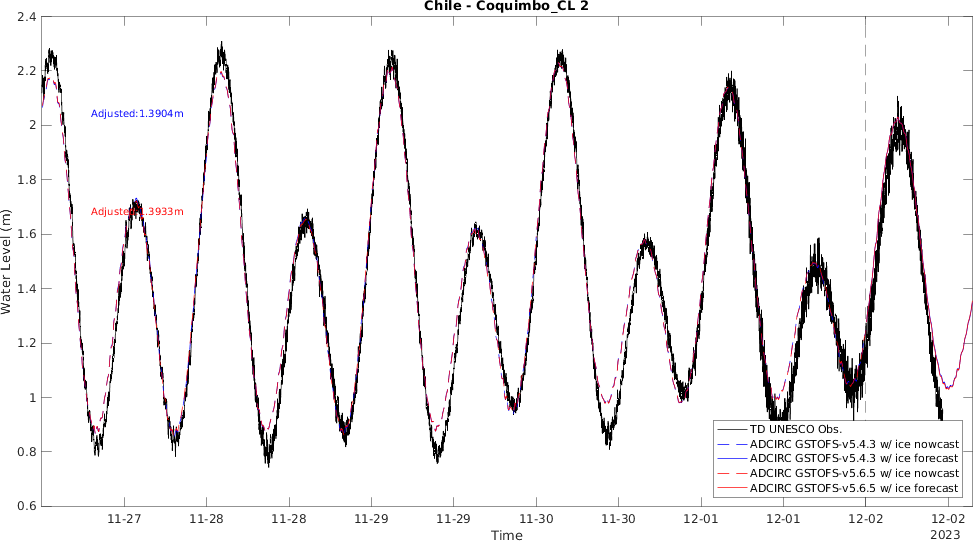 Chile - Coquimbo_CL 2
2.4
2.2
2
1.8
1.6
1.4
1.2
1
0.8
0.6
Water Level (m)
Adjusted:1.3904m
Adjusted:1.3933m
TD UNESCO Obs.
ADCIRC GSTOFS-v5.4.3 w/ ice nowcast
ADCIRC GSTOFS-v5.4.3 w/ ice forecast
ADCIRC GSTOFS-v5.6.5 w/ ice nowcast
ADCIRC GSTOFS-v5.6.5 w/ ice forecast
11-27 11-28 11-28 11-29 11-29 11-30 11-30 12-01 12-01 12-02 12-02
2023
Time